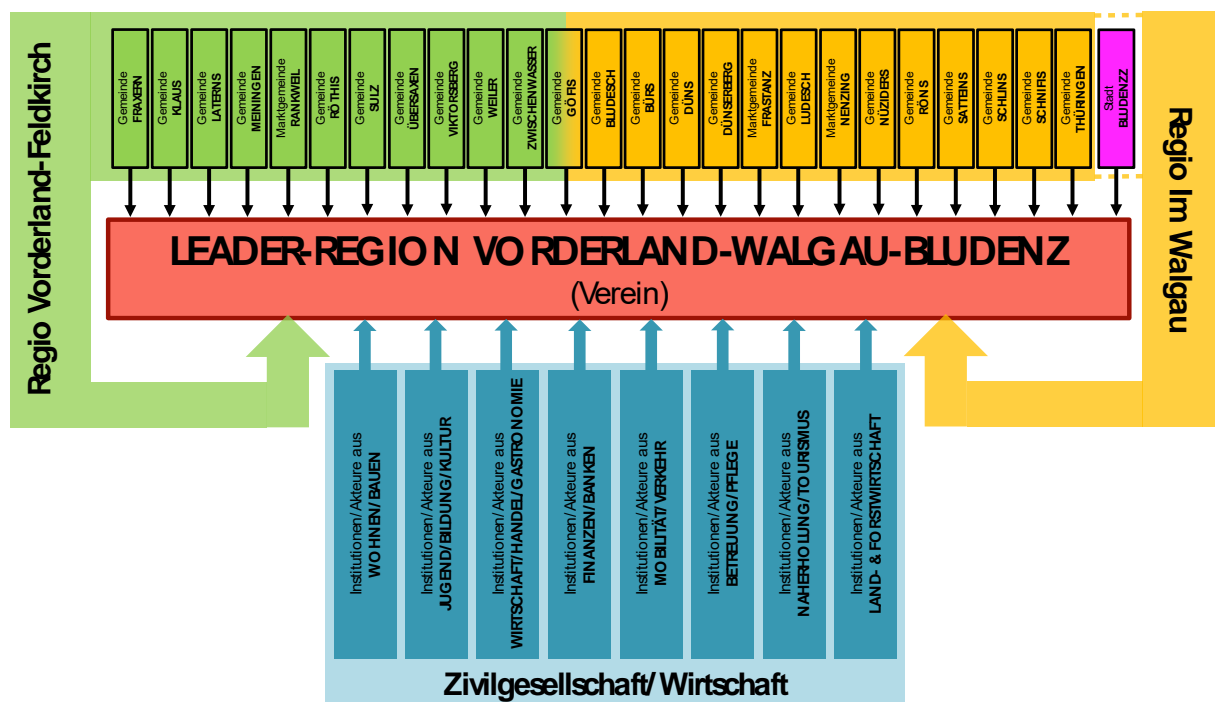 Regio Vorderland-Feldkirch
Gemeinde
FRAXERN
Gemeinde
KLAUS
Gemeinde
LATERNS
Gemeinde
MEININGEN
Marktgemeinde
RANKWEIL
Gemeinde
RÖTHIS
Gemeinde
SULZ
Gemeinde
ÜBERSAXEN
Gemeinde
VIKTORSBERG
Gemeinde
WEILER
Gemeinde
ZWISCHENWASSER
Gemeinde
GÖFIS
Gemeinde
BLUDESCH
Gemeinde
BÜRS
Gemeinde
DÜNS
Gemeinde
DÜNSERBERG
Marktgemeinde
FRASTANZ
Gemeinde
LUDESCH
Marktgemeinde
NENZING
Gemeinde
NÜZIDERS
Gemeinde
RÖNS
Gemeinde
SATTEINS
Gemeinde
SCHLINS
Gemeinde
SCHNIFIS
Gemeinde
THÜRINGEN
Stadt
BLUDENZZ
Regio Im Walgau
LEADER-REGION VORDERLAND-WALGAU-BLUDENZ
(Verein)
Institutionen/Akteure aus
WOHNEN/BAUEN
Institutionen/Akteure aus
JUGEND/BILDUNG/KULTUR
Institutionen/Akteure aus
WIRTSCHAFT/HANDEL/GASTRONOMIE
Institutionen/Akteure aus
FINANZEN/BANKEN
Institutionen/Akteure aus
MOBILITÄT/VERKEHR
Institutionen/Akteure aus
BETREUUNG/PFLEGE
Institutionen/Akteure aus
NAHERHOLLUNG/TOURISMUS
Institutionen/Akteure aus
LAND- & FORSTWIRTSCHAFT
Zivilgesellschaft/Wirtschaft